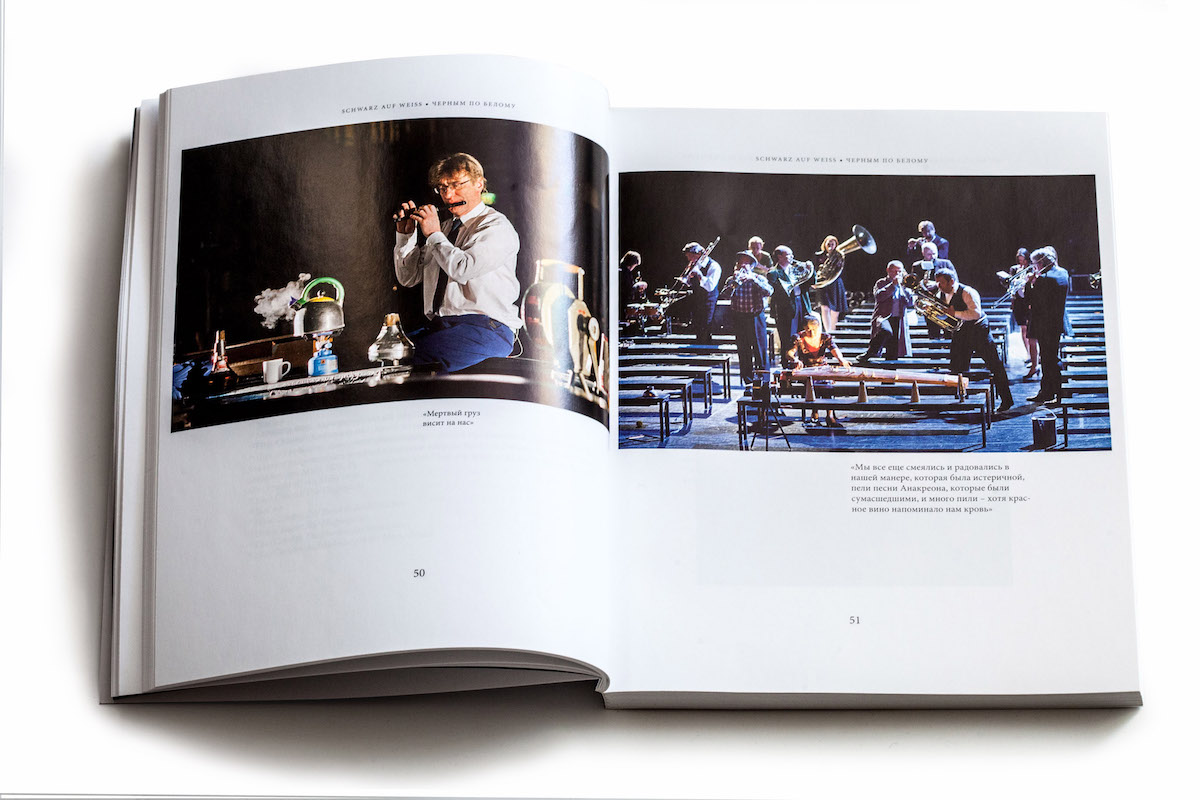 SCHWARZ AUF WEISS • ЧЕРНЫМ ПО БЕЛОМУ
«Мертвый груз
висит на нас»
50
SCHWARZ AUF WEISS • ЧЕРНЫМ ПО БЕЛОМУ
«Мы все еще смеялись и радовались в
нашей манере, которая была истеричной,
пели песни Анакреона, которые были
сумасшедшими, и много пили – хотя крас-
ное вино напоминало нам кровь»
51